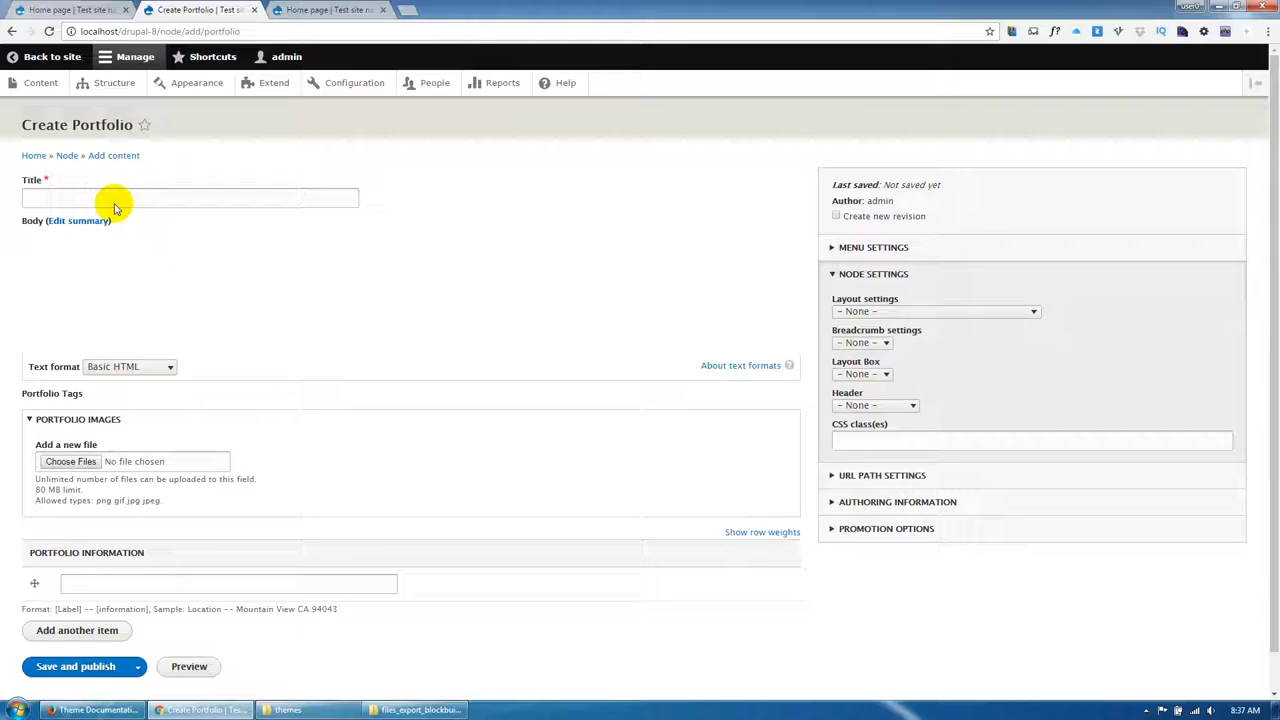 Home page | Test site na
Create Portfolio | Test sit
Home page | Test site na
user0
localhost/drupal-8/node/add/portfolio
Back to site
Manage
Shortcuts
admin
Content
Structure
Appearance
Extend
Configuration
People
Reports
Help
Create Portfolio
Home » Node » Add content
Title *
Body (Edit summary)
Text format
Basic HTML
About text formats ?
Portfolio Tags
PORTFOLIO IMAGES
Add a new file
Choose Files No file chosen
Unlimited number of files can be uploaded to this field.
80 MB limit.
Allowed types: png gif jpg jpeg.
Show row weights
PORTFOLIO INFORMATION
Format: [Label] -- [information], Sample: Location -- Mountain View CA 94043
Add another item
Save and publish
Preview
Last saved: Not saved yet
Author: admin
Create new revision
MENU SETTINGS
NODE SETTINGS
Layout settings
- None -
Breadcrumb settings
- None -
Layout Box
- None -
Header
- None -
CSS class(es)
URL PATH SETTINGS
AUTHORING INFORMATION
PROMOTION OPTIONS
Theme Documentati...
Create Portfolio | Tes...
themes
files_export_blockbui...
8:37 AM